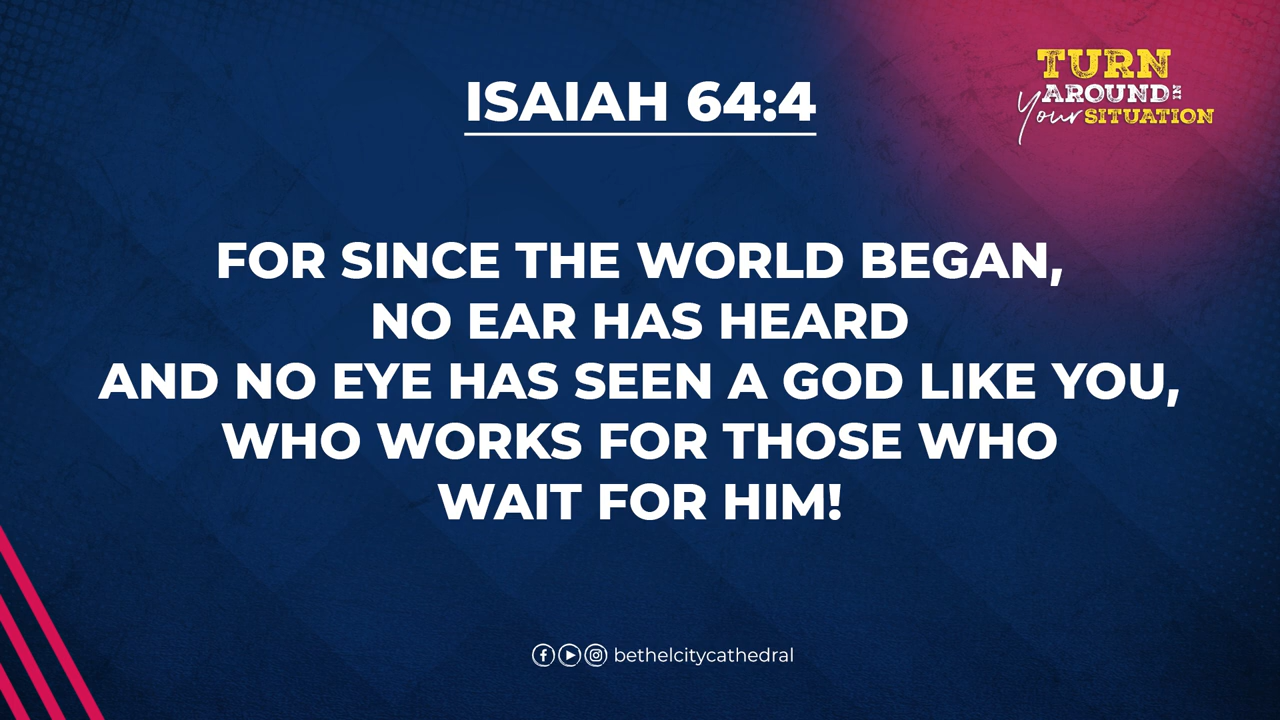 ISAIAH 64:4
TURN
AROUND IN
Your SITUATION
FOR SINCE THE WORLD BEGAN,
NO EAR HAS HEARD
AND NO EYE HAS SEEN A GOD LIKE YOU,
WHO WORKS FOR THOSE WHO
WAIT FOR HIM!
bethelcitycathedral